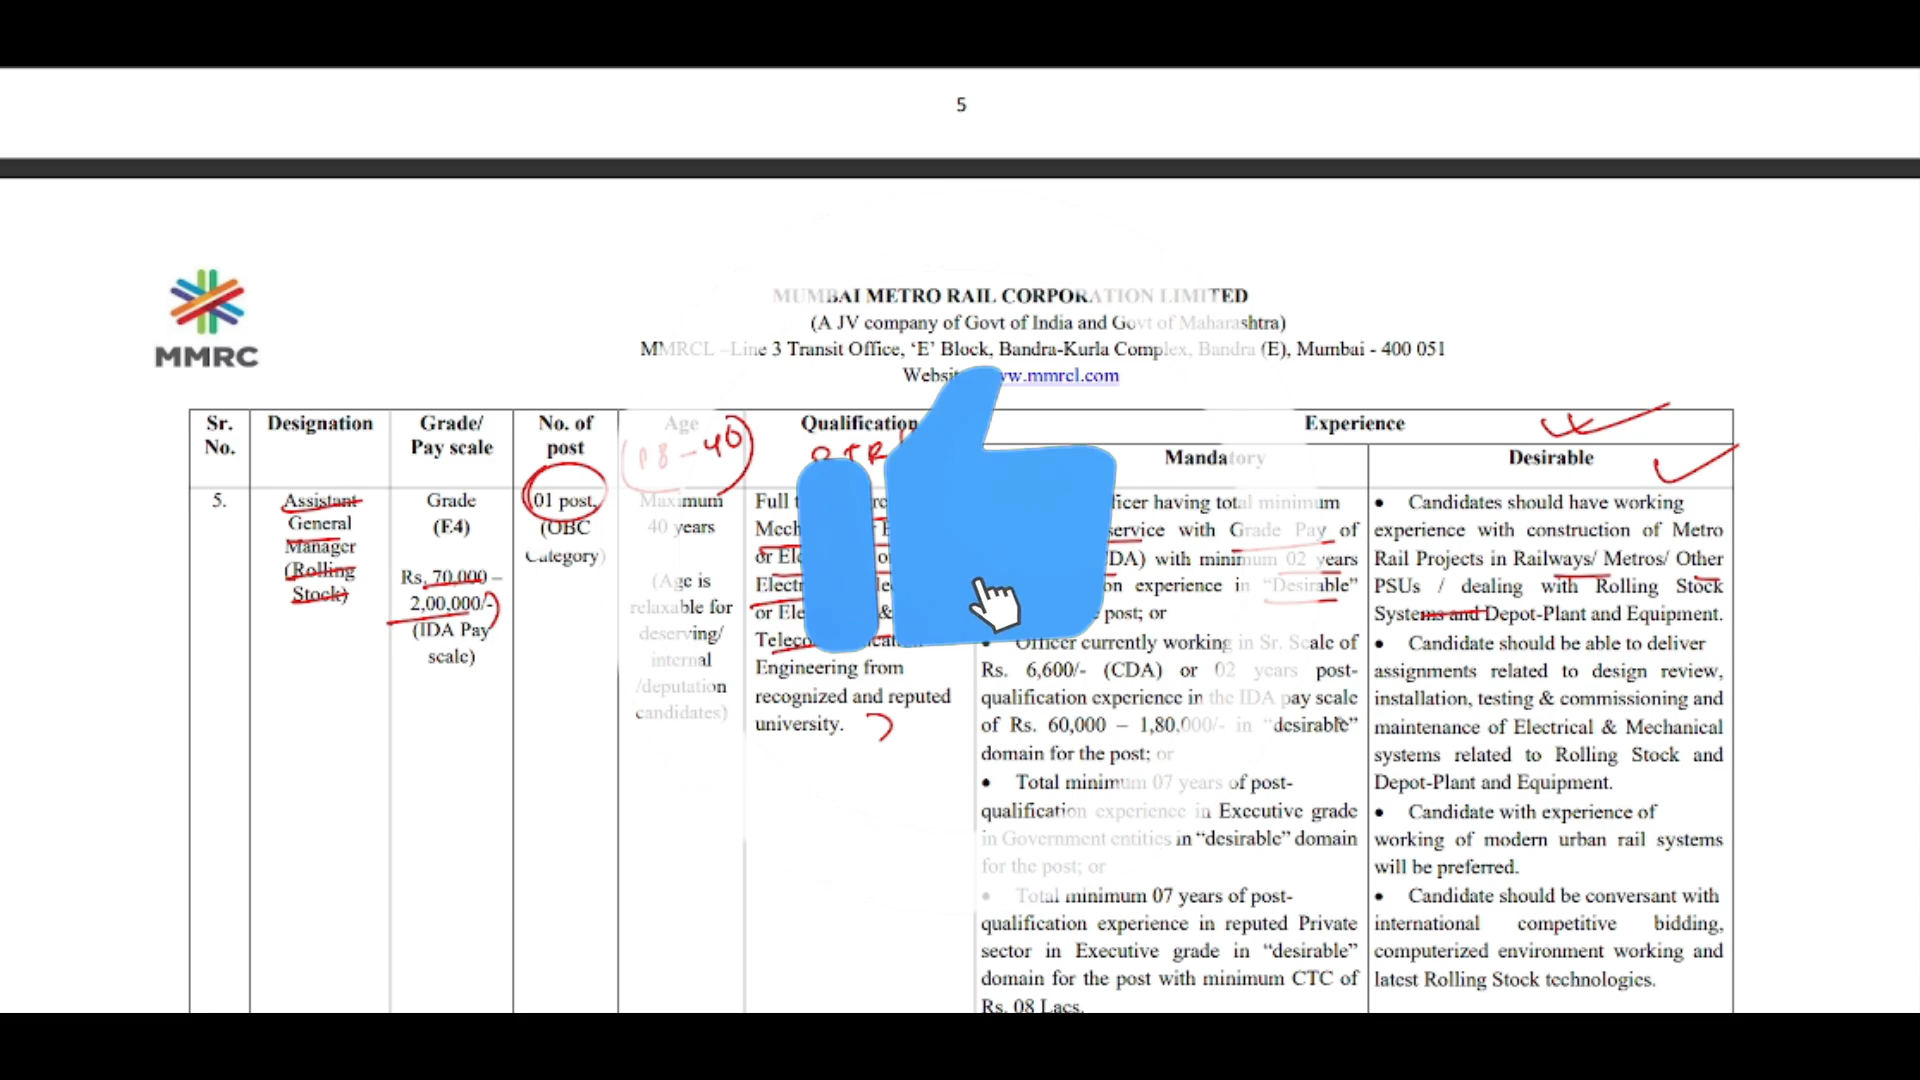 5
MMRC
MUMBAI METRO RAIL CORPORATION LIMITED
(A JV company of Govt of India and Govt of Maharashtra)
MMRCL –Line 3 Transit Office, ‘E’ Block, Bandra-Kurla Complex, Bandra (E), Mumbai - 400 051
www.mmrcl.com
Sr. No.
Designation
Grade/
Pay scale
No. of
post
Age
18-40
Qualification
Experience
Mandatory
Desirable
5.
Assistant
General
Manager
(Rolling
Stock)
Grade
(E4)
Rs. 70,000 –
2,00,000/-
(IDA Pay
scale)
01 post,
(OBC
Category)
Maximum
40 years
(Age is
relaxable for
deserving/
internal
/deputation
candidates)
Full
or
or
&
Engineering from
recognized and reputed
university.
having total minimum
service with Grade Pay of
with minimum 02 years
experience in “Desirable”
post; or
• Officer currently working in Sr. Scale of
Rs. 6,600/- (CDA) or 02 years post-
qualification experience in the IDA pay scale
of Rs. 60,000 – 1,80,000/- in “desirable”
domain for the post; or
• Total minimum 07 years of post-
qualification experience in Executive grade
in Government entities in “desirable” domain
for the post; or
• Total minimum 07 years of post-
qualification experience in reputed Private
sector in Executive grade in “desirable”
domain for the post with minimum CTC of
Rs. 08 Lacs.
• Candidates should have working
experience with construction of Metro
Rail Projects in Railways/ Metros/ Other
PSUs / dealing with Rolling Stock
Systems and Depot-Plant and Equipment.
• Candidate should be able to deliver
assignments related to design review,
installation, testing & commissioning and
maintenance of Electrical & Mechanical
systems related to Rolling Stock and
Depot-Plant and Equipment.
• Candidate with experience of
working of modern urban rail systems
will be preferred.
• Candidate should be conversant with
international competitive bidding,
computerized environment working and
latest Rolling Stock technologies.